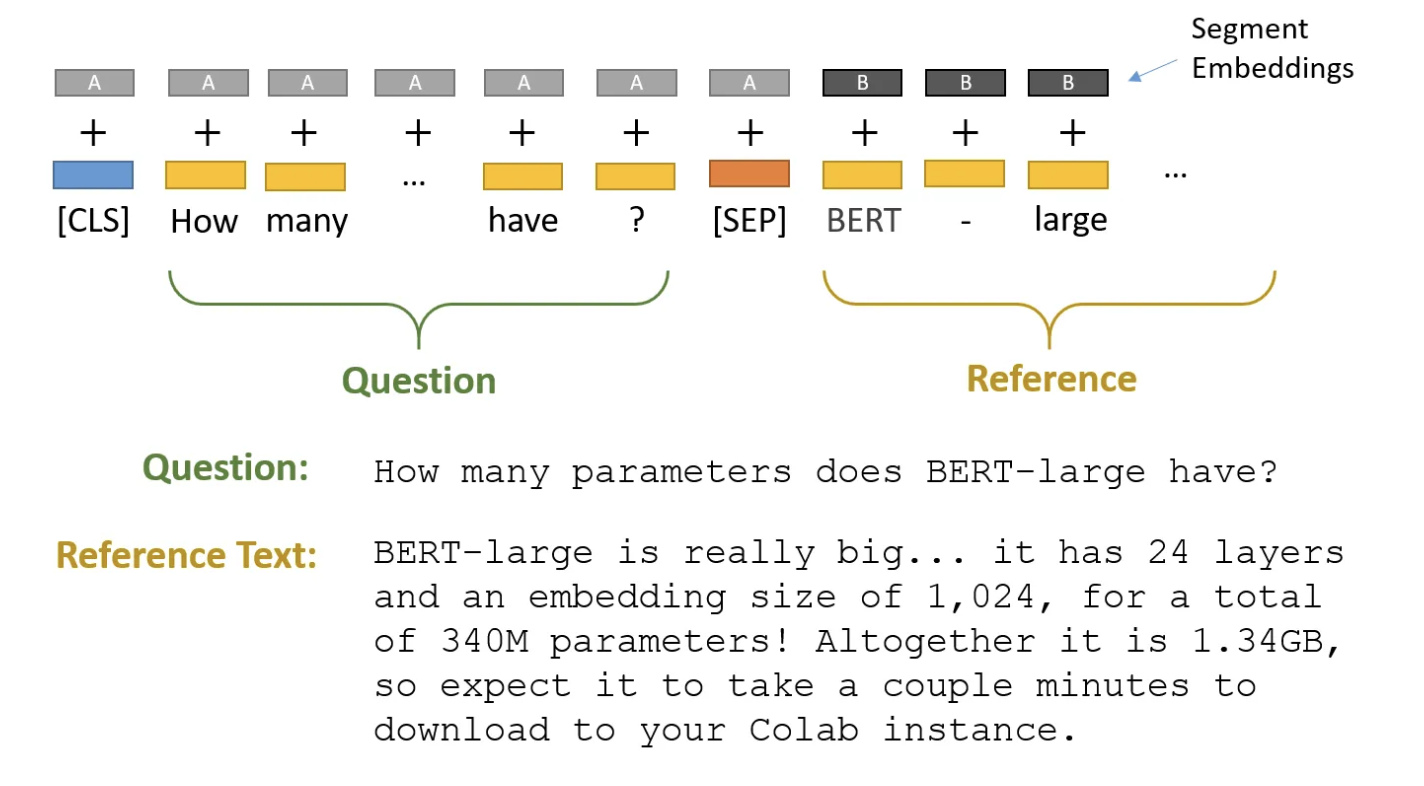 Segment
Embeddings
A A A A A A A B B B
+ + + + + + + + + +
... ...
[CLS] How many have ? [SEP] BERT - large
Question Reference
Question: How many parameters does BERT-large have?
Reference Text: BERT-large is really big... it has 24 layers
and an embedding size of 1,024, for a total
of 340M parameters! Altogether it is 1.34GB,
so expect it to take a couple minutes to
download to your Colab instance.